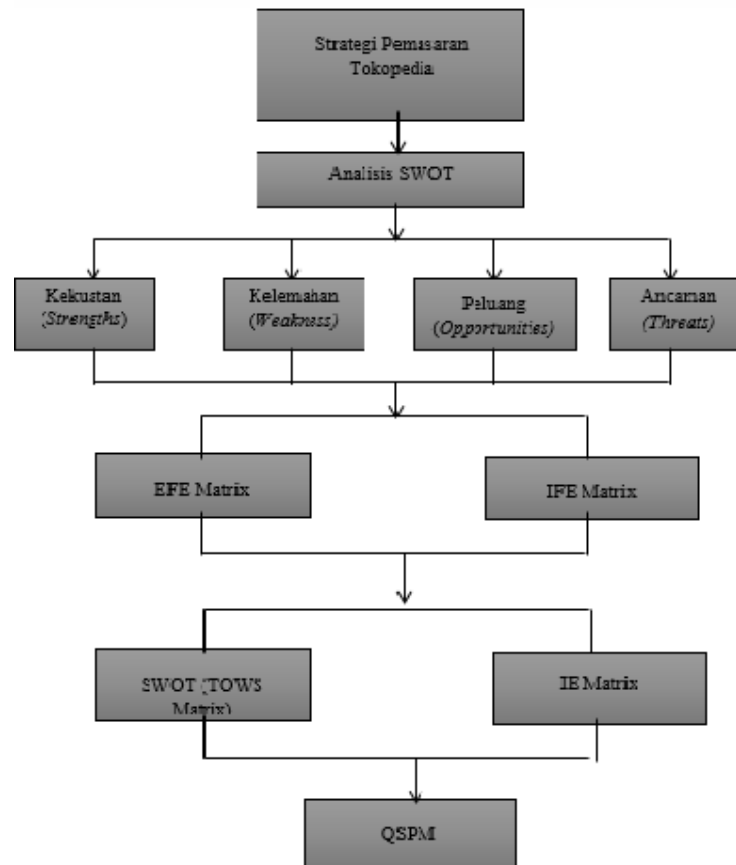 Strategi Pemasaran
Tokopedia
Analisis SWOT
Kekustan
(Strengths)
Kelemahan
(Weakness)
Peluang
(Opportunities)
Ancaman
(Threats)
EFE Matrix
IFE Matrix
SWOT (TOWS
Matrix)
IE Matrix
QSPM